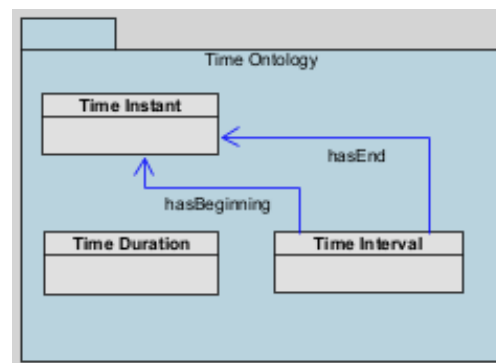 Time Ontology
Time Instant
hasEnd
hasBeginning
Time Duration
Time Interval